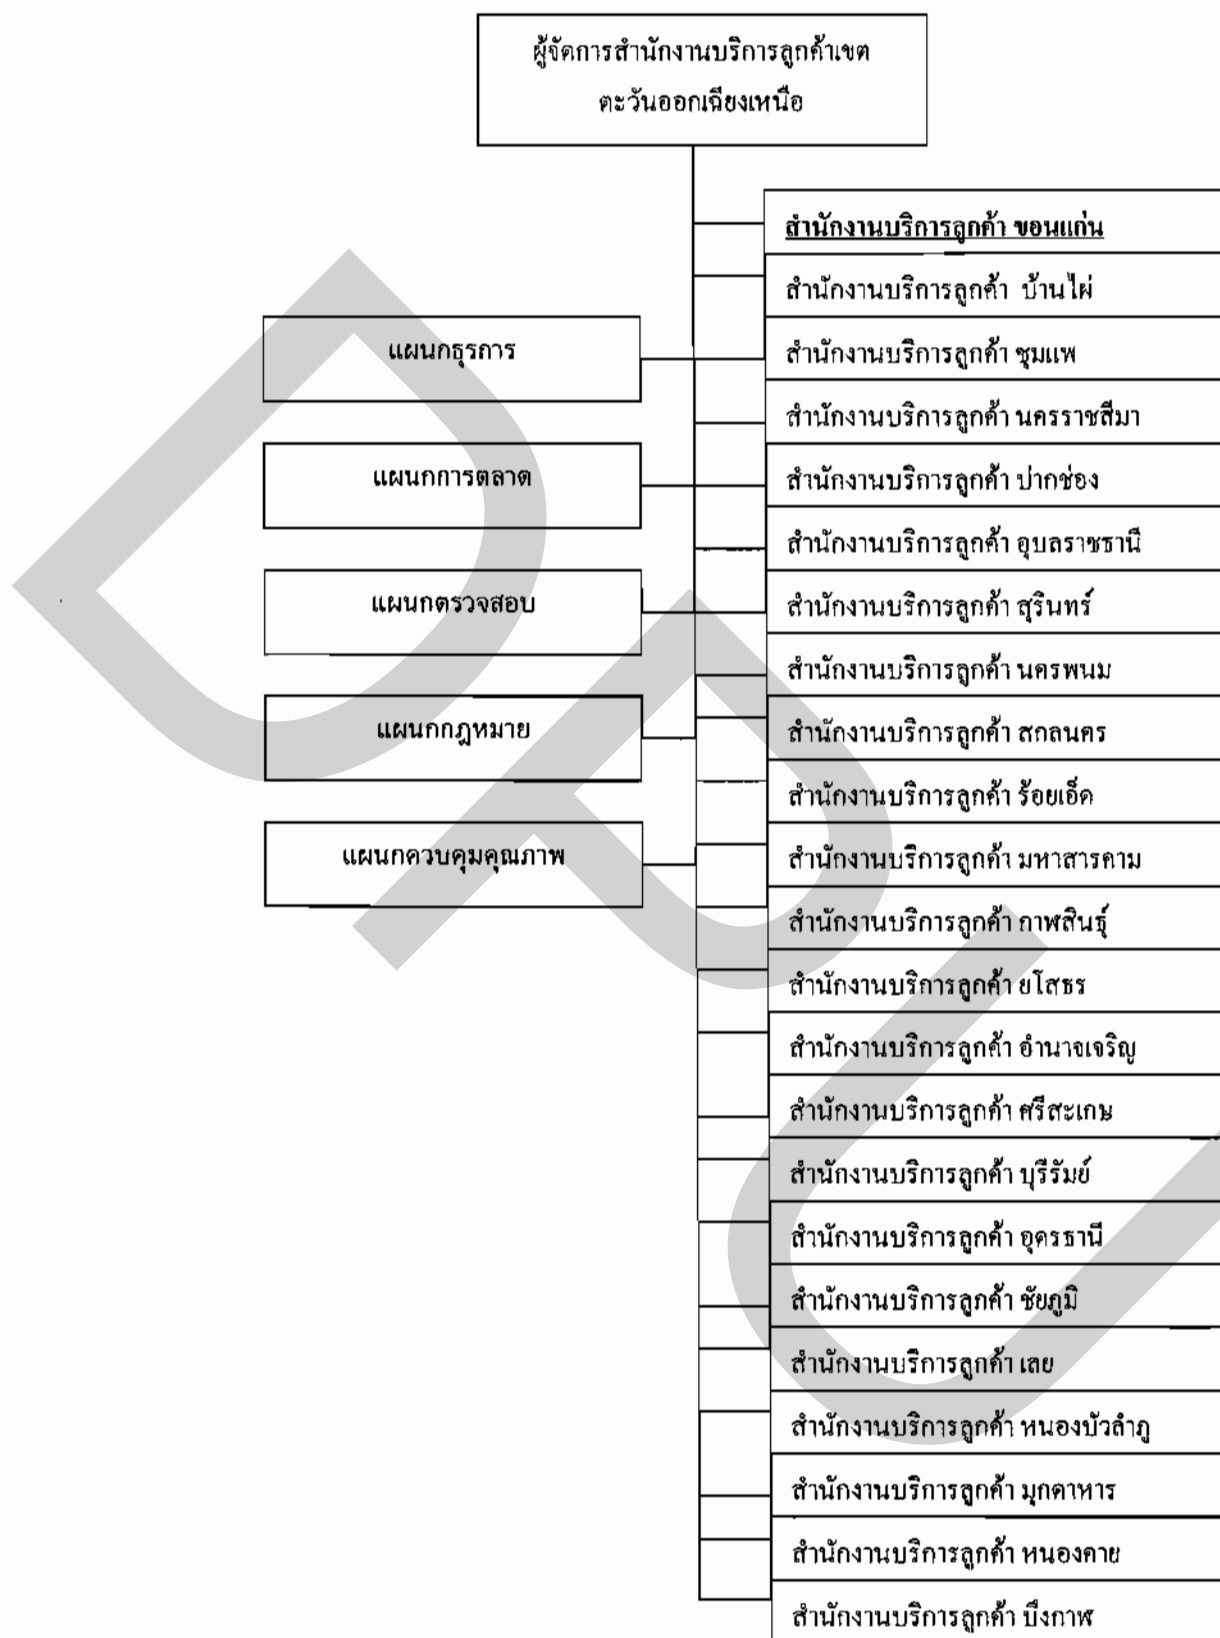 ผู้จัดการสำนักงานบริการลูกค้าเขต
ตะวันออกเฉียงเหนือ
แผนกธุรการ
แผนกการตลาด
แผนกตรวจสอบ
แผนกกฎหมาย
แผนกควบคุมคุณภาพ
สำนักงานบริการลูกค้า ขอนแก่น
สำนักงานบริการลูกค้า บ้านไผ่
สำนักงานบริการลูกค้า ชุมแพ
สำนักงานบริการลูกค้า นครราชสีมา
สำนักงานบริการลูกค้า ปากช่อง
สำนักงานบริการลูกค้า อุบลราชธานี
สำนักงานบริการลูกค้า สุรินทร์
สำนักงานบริการลูกค้า นครพนม
สำนักงานบริการลูกค้า สกลนคร
สำนักงานบริการลูกค้า ร้อยเอ็ด
สำนักงานบริการลูกค้า มหาสารคาม
สำนักงานบริการลูกค้า กาฬสินธุ์
สำนักงานบริการลูกค้า ยโสธร
สำนักงานบริการลูกค้า อำนาจเจริญ
สำนักงานบริการลูกค้า ศรีสะเกษ
สำนักงานบริการลูกค้า บุรีรัมย์
สำนักงานบริการลูกค้า อุดรธานี
สำนักงานบริการลูกค้า ชัยภูมิ
สำนักงานบริการลูกค้า เลย
สำนักงานบริการลูกค้า หนองบัวลำภู
สำนักงานบริการลูกค้า มุกดาหาร
สำนักงานบริการลูกค้า หนองคาย
สำนักงานบริการลูกค้า บึงกาฬ